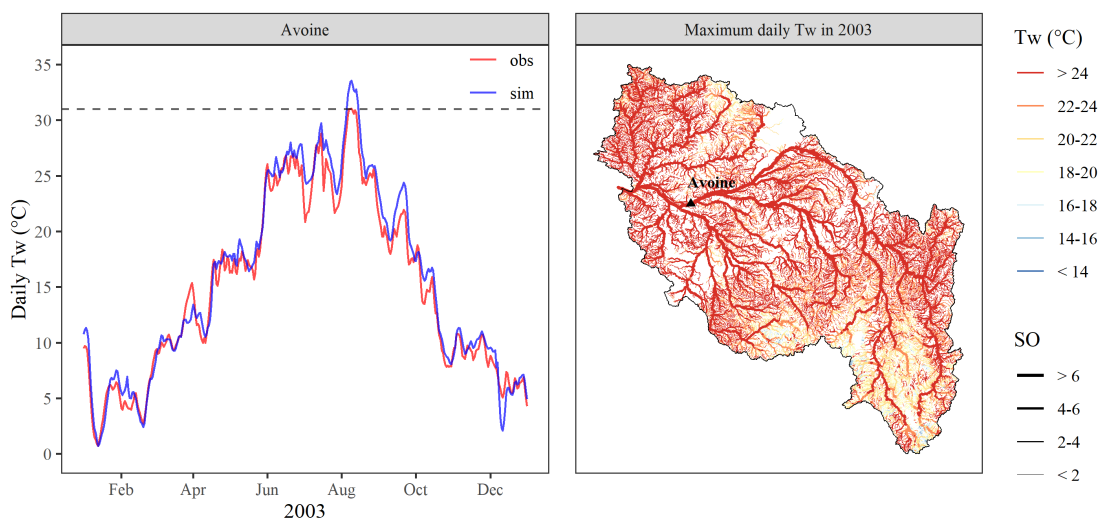 Avoine
Maximum daily Tw in 2003
Daily Tw (°C)
35
30
25
20
15
10
5
0
obs
sim
Feb
Apr
Jun
Aug
Oct
Dec
2003
Avoine
Tw (°C)
> 24
22-24
20-22
18-20
16-18
14-16
< 14
SO
> 6
4-6
2-4
< 2